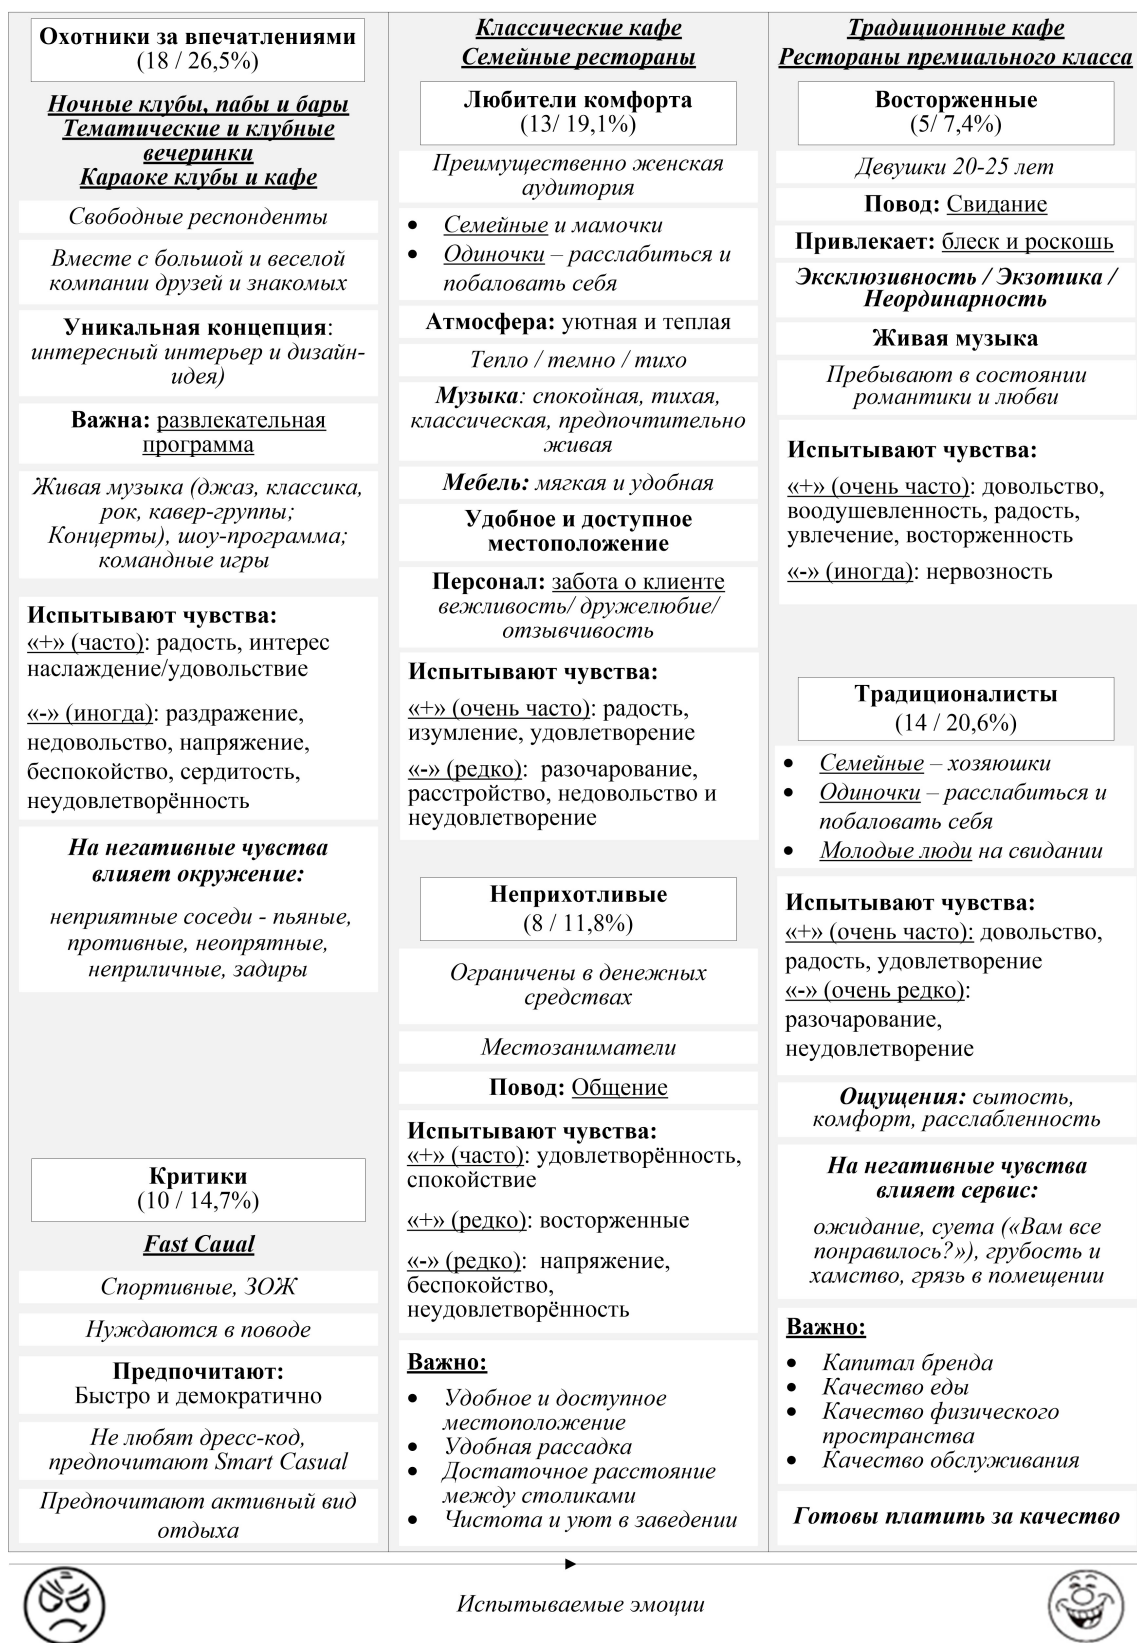 Охотники за впечатлениями
(18 / 26,5%)
Ночные клубы, пабы и бары
Тематические и клубные
вечеринки
Караоке клубы и кафе
Свободные респонденты
Вместе с большой и веселой
компании друзей и знакомых
Уникальная концепция:
интересный интерьер и дизайн-
идея)
Важна: развлекательная
программа
Живая музыка (джаз, классика,
рок, кавер-группы;
Концерты), шоу-программа;
командные игры
Испытывают чувства:
«+» (часто): радость, интерес
наслаждение/удовольствие
«-» (иногда): раздражение,
недовольство, напряжение,
беспокойство, сердитость,
неудовлетворённость
На негативные чувства
влияет окружение:
неприятные соседи - пьяные,
противные, неопрятные,
неприличные, задиры
Критики
(10 / 14,7%)
Fast Caual
Спортивные, ЗОЖ
Нуждаются в поводе
Предпочитают:
Быстро и демократично
Не любят дресс-код,
предпочитают Smart Casual
Предпочитают активный вид
отдыха
Классические кафе
Семейные рестораны
Любители комфорта
(13/ 19,1%)
Преимущественно женская
аудитория
• Семейные и мамочки
• Одиночки – расслабиться и
побаловать себя
Атмосфера: уютная и теплая
Тепло / темно / тихо
Музыка: спокойная, тихая,
классическая, предпочтительно
живая
Мебель: мягкая и удобная
Удобное и доступное
местоположение
Персонал: забота о клиенте
вежливость/ дружелюбие/
отзывчивость
Испытывают чувства:
«+» (очень часто): радость,
изумление, удовлетворение
«-» (редко): разочарование,
расстройство, недовольство и
неудовлетворение
Неприхотливые
(8 / 11,8%)
Ограничены в денежных
средствах
Местозаниматели
Повод: Общение
Испытывают чувства:
«+» (часто): удовлетворённость,
спокойствие
«+» (редко): восторженные
«-» (редко): напряжение,
беспокойство,
неудовлетворённость
Важно:
• Удобное и доступное
местоположение
• Удобная рассадка
• Достаточное расстояние
между столиками
• Чистота и уют в заведении
Традиционные кафе
Рестораны премиального класса
Восторженные
(5/ 7,4%)
Девушки 20-25 лет
Повод: Свидание
Привлекает: блеск и роскошь
Эксклюзивность / Экзотика /
Неординарность
Живая музыка
Пребывают в состоянии
романтики и любви
Испытывают чувства:
«+» (очень часто): довольство,
воодушевленность, радость,
увлечение, восторженность
«-» (иногда): нервозность
Традиционалисты
(14 / 20,6%)
• Семейные – хозяюшки
• Одиночки – расслабиться и
побаловать себя
• Молодые люди на свидании
Испытывают чувства:
«+» (очень часто): довольство,
радость, удовлетворение
«-» (очень редко):
разочарование,
неудовлетворение
Ощущения: сытость,
комфорт, расслабленность
На негативные чувства
влияет сервис:
ожидание, суета («Вам все
понравилось?»), грубость и
хамство, грязь в помещении
Важно:
• Капитал бренда
• Качество еды
• Качество физического
пространства
• Качество обслуживания
Готовы платить за качество
Испытываемые эмоции